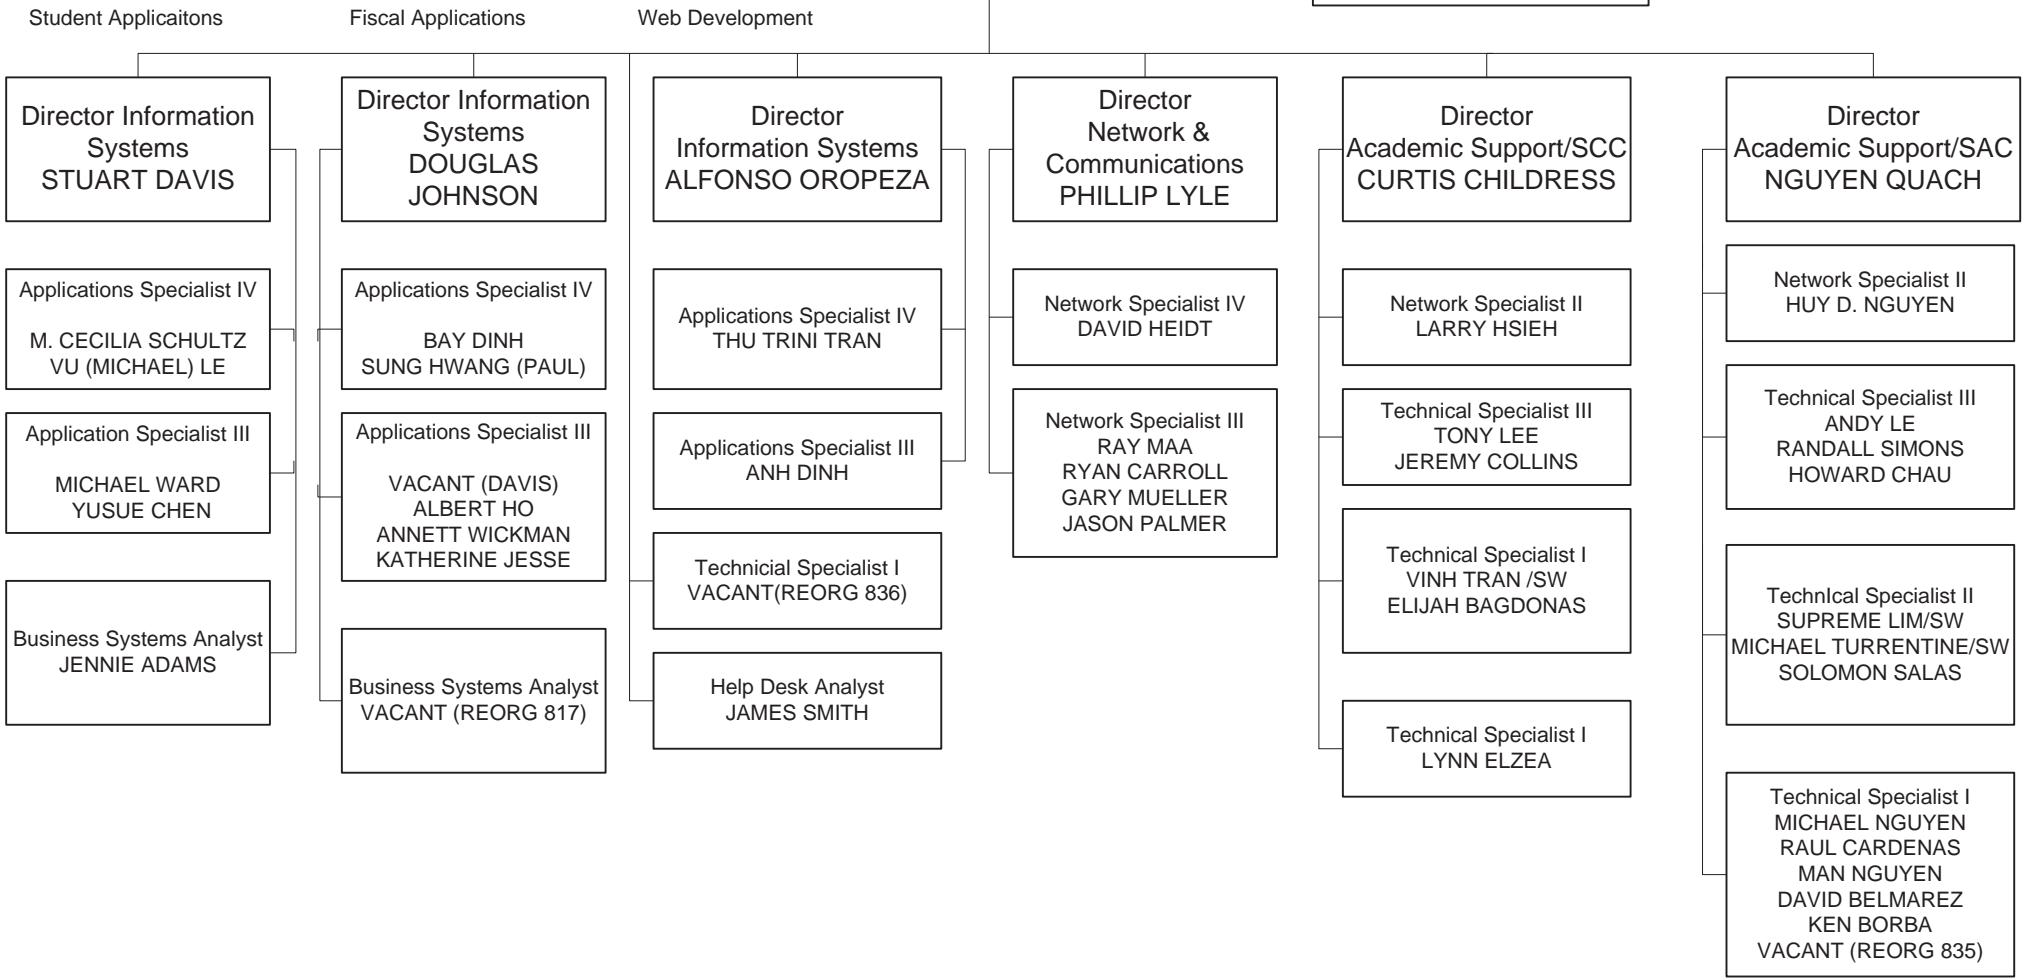 Student Applicaitons
Fiscal Applications
Web Development
Director Information
Systems
STUART DAVIS
Applications Specialist IV
M. CECILIA SCHULTZ
VU (MICHAEL) LE
Application Specialist III
MICHAEL WARD
YUSUE CHEN
Business Systems Analyst
JENNIE ADAMS
Director Information
Systems
DOUGLAS
JOHNSON
Applications Specialist IV
BAY DINH
SUNG HWANG (PAUL)
Applications Specialist III
VACANT (DAVIS)
ALBERT HO
ANNETT WICKMAN
KATHERINE JESSE
Business Systems Analyst
VACANT (REORG 817)
Director
Information Systems
ALFONSO OROPEZA
Applications Specialist IV
THU TRINI TRAN
Applications Specialist III
ANH DINH
Technicial Specialist I
VACANT(REORG 836)
Help Desk Analyst
JAMES SMITH
Director
Network &
Communications
PHILLIP LYLE
Network Specialist IV
DAVID HEIDT
Network Specialist III
RAY MAA
RYAN CARROLL
GARY MUELLER
JASON PALMER
Director
Academic Support/SCC
CURTIS CHILDRESS
Network Specialist II
LARRY HSIEH
Technical Specialist III
TONY LEE
JEREMY COLLINS
Technical Specialist I
VINH TRAN /SW
ELIJAH BAGDONAS
Technical Specialist I
LYNN ELZEA
Director
Academic Support/SAC
NGUYEN QUACH
Network Specialist II
HUY D. NGUYEN
Technical Specialist III
ANDY LE
RANDALL SIMONS
HOWARD CHAU
TechnIcal Specialist II
SUPREME LIM/SW
MICHAEL TURRENTINE/SW
SOLOMON SALAS
Technical Specialist I
MICHAEL NGUYEN
RAUL CARDENAS
MAN NGUYEN
DAVID BELMAREZ
KEN BORBA
VACANT (REORG 835)